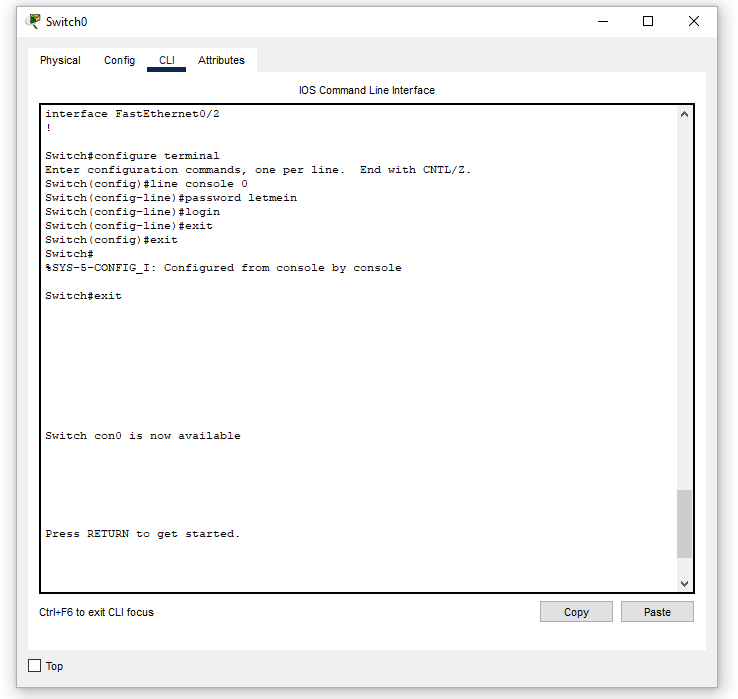 Switch0
Physical Config CLI Attributes
IOS Command Line Interface
interface FastEthernet0/2
!
Switch#configure terminal
Enter configuration commands, one per line.  End with CNTL/Z.
Switch(config)#line console 0
Switch(config-line)#password letmein
Switch(config-line)#login
Switch(config-line)#exit
Switch(config)#exit
Switch#
%SYS-5-CONFIG_I: Configured from console by console
Switch#exit
Switch con0 is now available
Press RETURN to get started.
Ctrl+F6 to exit CLI focus
Copy Paste
Top